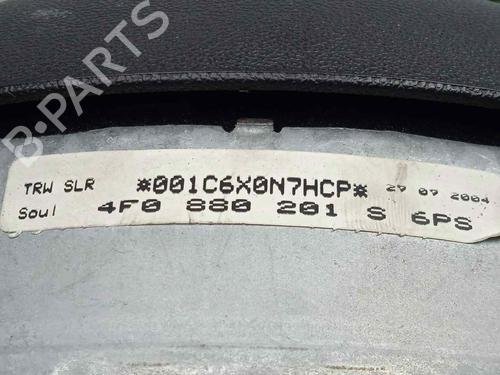 B-PARTS
TRW SLR *001C6X0N7HCP* 29 07 2004
Soul 4F0 880 201 S 6PS